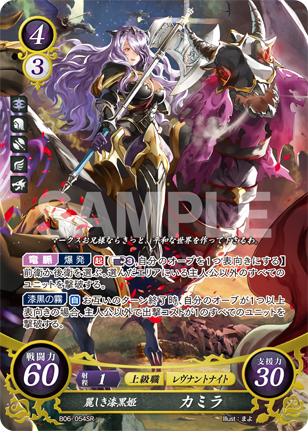 4
3
SAMPLE
マークスお兄様ならきっと、平和な世界を作って下さるわ。
竜脈 爆発 起 【3、自分のオーブを1つ表向きにする】
前衛か後衛を選ぶ。選んだエリアにいる主人公以外のすべての
ユニットを撃破する。
漆黒の霧 自 お互いのターン終了時、自分のオーブが1つ以上
表向きの場合、主人公以外で出撃コストが1のすべてのユニットを
撃破する。
戦闘力
60
射程 1
上級職
レヴナントナイト
支援力
30
麗しき漆黒姫
カミラ
B06-054SR
Illust:まよ